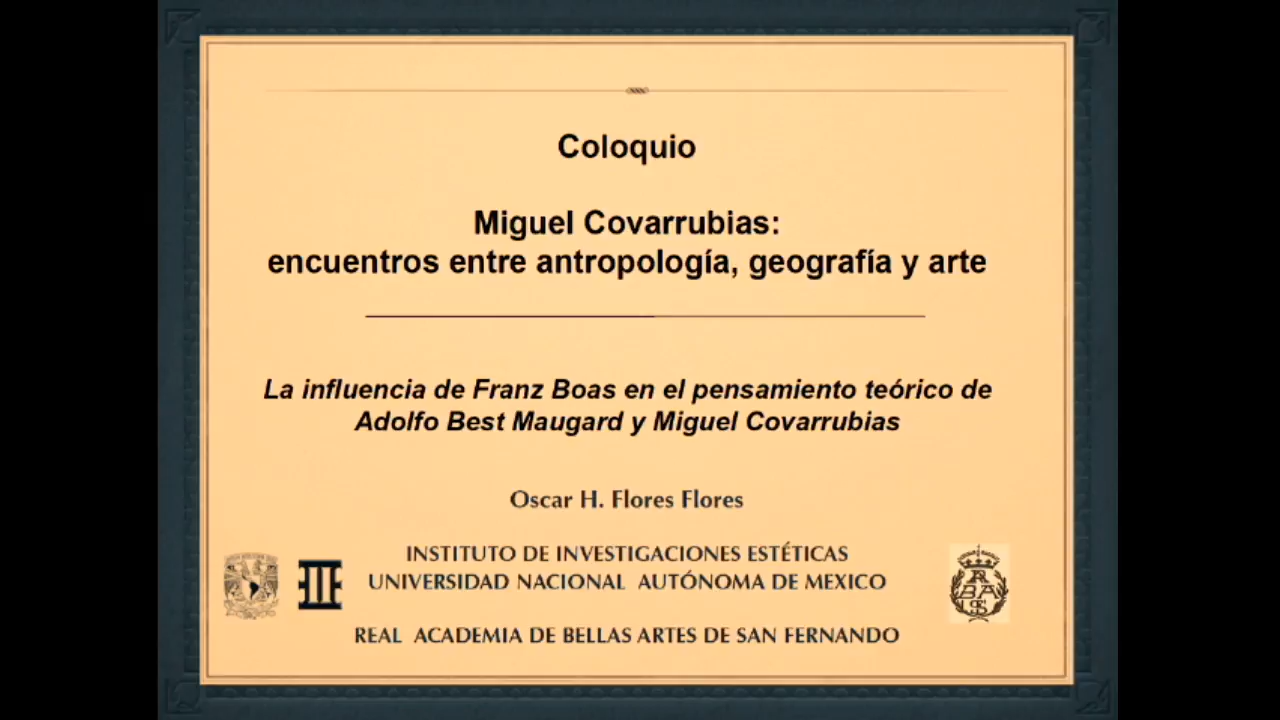 Coloquio
Miguel Covarrubias:
encuentros entre antropología, geografía y arte
La influencia de Franz Boas en el pensamiento teórico de
Adolfo Best Maugard y Miguel Covarrubias
Oscar H. Flores Flores
INSTITUTO DE INVESTIGACIONES ESTÉTICAS
UNIVERSIDAD NACIONAL AUTÓNOMA DE MEXICO
REAL ACADEMIA DE BELLAS ARTES DE SAN FERNANDO